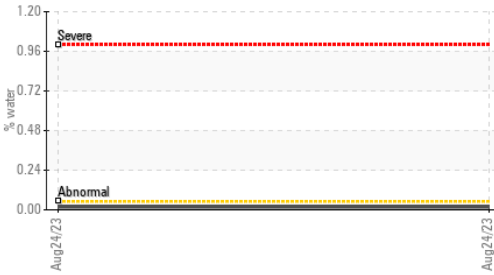 1.20
Severe
0.96
0.72
% water
0.48
0.24
Abnormal
0.00
Aug24/23
Aug24/23